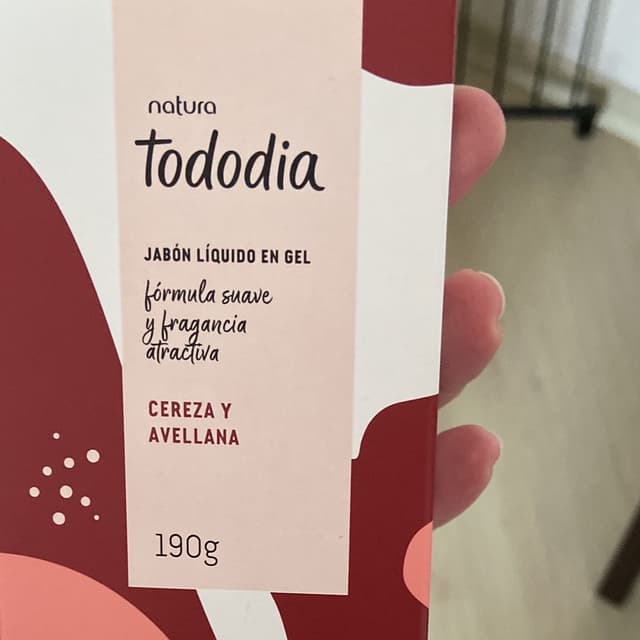 natura
tododia
JABÓN LÍQUIDO EN GEL
fórmula suave
y fragancia
atractiva
CEREZA Y
AVELLANA
190g